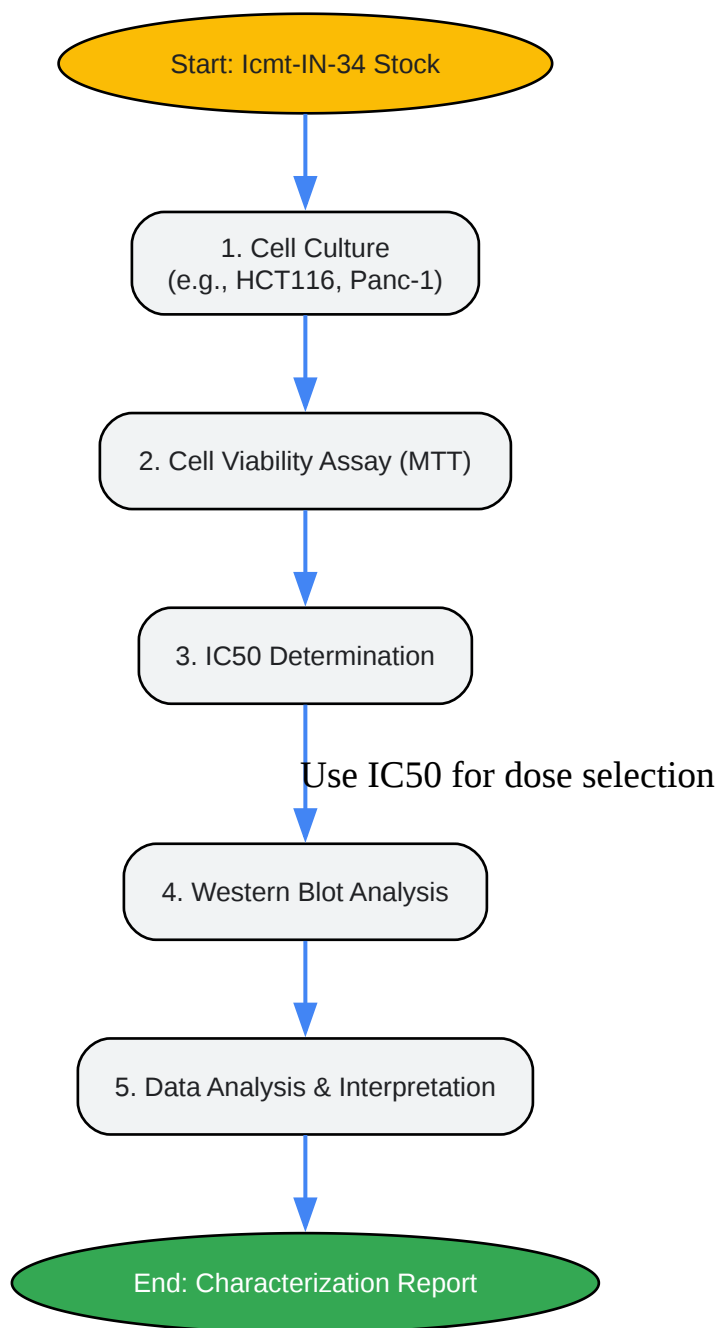 Start: Icmt-IN-34 Stock
1. Cell Culture
(e.g., HCT116, Panc-1)
2. Cell Viability Assay (MTT)
3. IC50 Determination
Use IC50 for dose selection
4. Western Blot Analysis
5. Data Analysis & Interpretation
End: Characterization Report